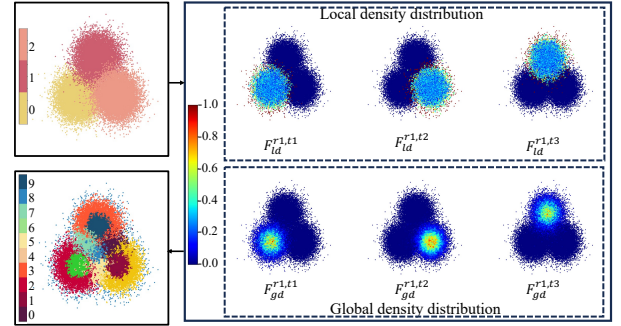 Local density distribution
2
1
0
F_{ld}^{r1,t1}
F_{ld}^{r1,t2}
F_{ld}^{r1,t3}
1.0
0.8
0.6
0.4
0.2
0.0
9
8
7
6
5
4
3
2
1
0
F_{gd}^{r1,t1}
F_{gd}^{r1,t2}
F_{gd}^{r1,t3}
Global density distribution